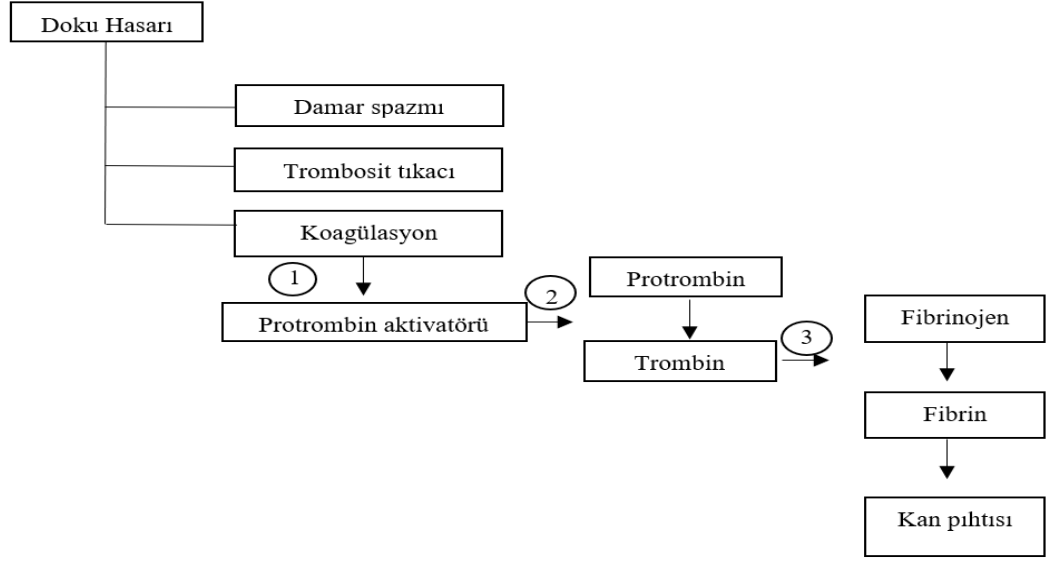 Doku Hasarı
Damar spazmı
Trombosit tıkacı
Koagülasyon
1
Protrombin aktivatörü
2
Protrombin
Trombin
3
Fibrinojen
Fibrin
Kan pıhtısı